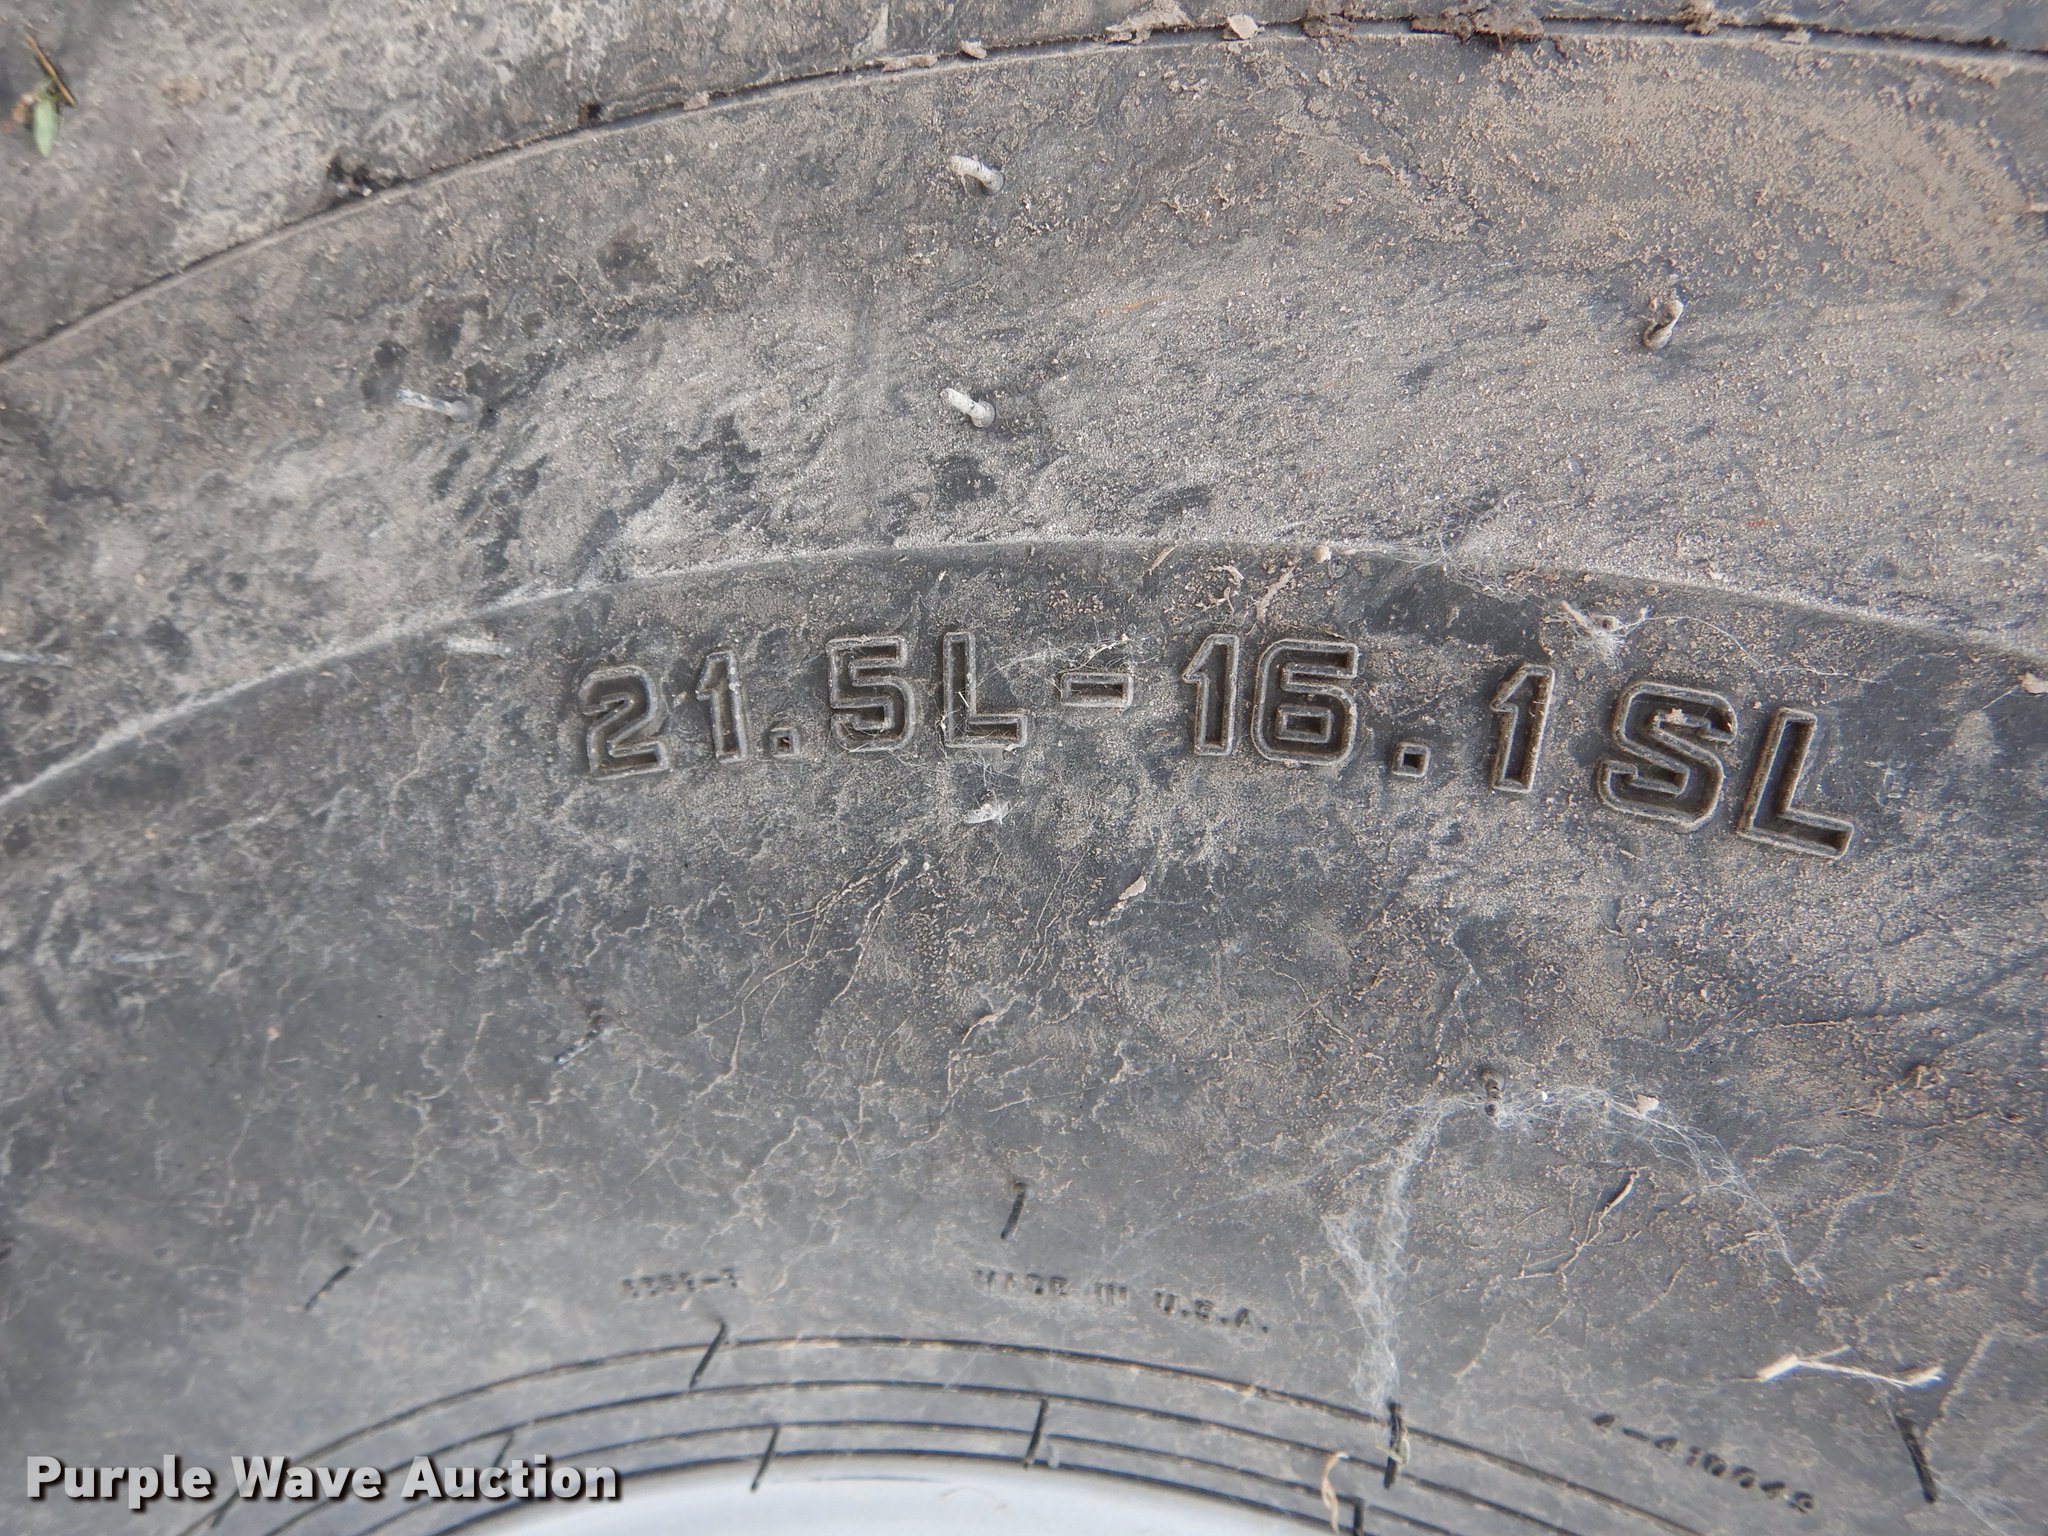 21.5L-16.1SL
MADE IN U.S.A.
Purple Wave Auction